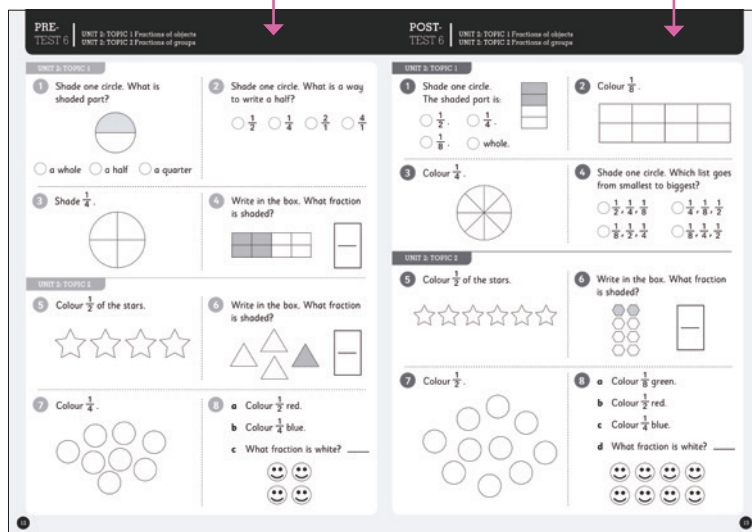 PRE-
TEST 6
UNIT 2: TOPIC 1 Fractions of objects
UNIT 2: TOPIC 2 Fractions of groups
UNIT 2: TOPIC 1
1 Shade one circle. What is
shaded part?
a whole a half a quarter
2 Shade one circle. What is a way
to write a half?
1/2 1/4 2/1 4/1
3 Shade 1/4.
4 Write in the box. What fraction
is shaded?
UNIT 2: TOPIC 2
5 Colour 1/2 of the stars.
6 Write in the box. What fraction
is shaded?
7 Colour 1/4.
8 a Colour 1/2 red.
b Colour 1/4 blue.
c What fraction is white? ____
POST-
TEST 6
UNIT 2: TOPIC 1 Fractions of objects
UNIT 2: TOPIC 2 Fractions of groups
UNIT 2: TOPIC 1
1 Shade one circle.
The shaded part is:
1/2. 1/4.
1/8. whole.
2 Colour 1/8.
3 Colour 1/4.
4 Shade one circle. Which list goes
from smallest to biggest?
1/2, 1/4, 1/8 1/4, 1/8, 1/2
1/8, 1/2, 1/4 1/8, 1/4, 1/2
UNIT 2: TOPIC 2
5 Colour 1/2 of the stars.
6 Write in the box. What fraction
is shaded?
7 Colour 1/2.
8 a Colour 1/8 green.
b Colour 1/2 red.
c Colour 1/4 blue.
d What fraction is white? ____